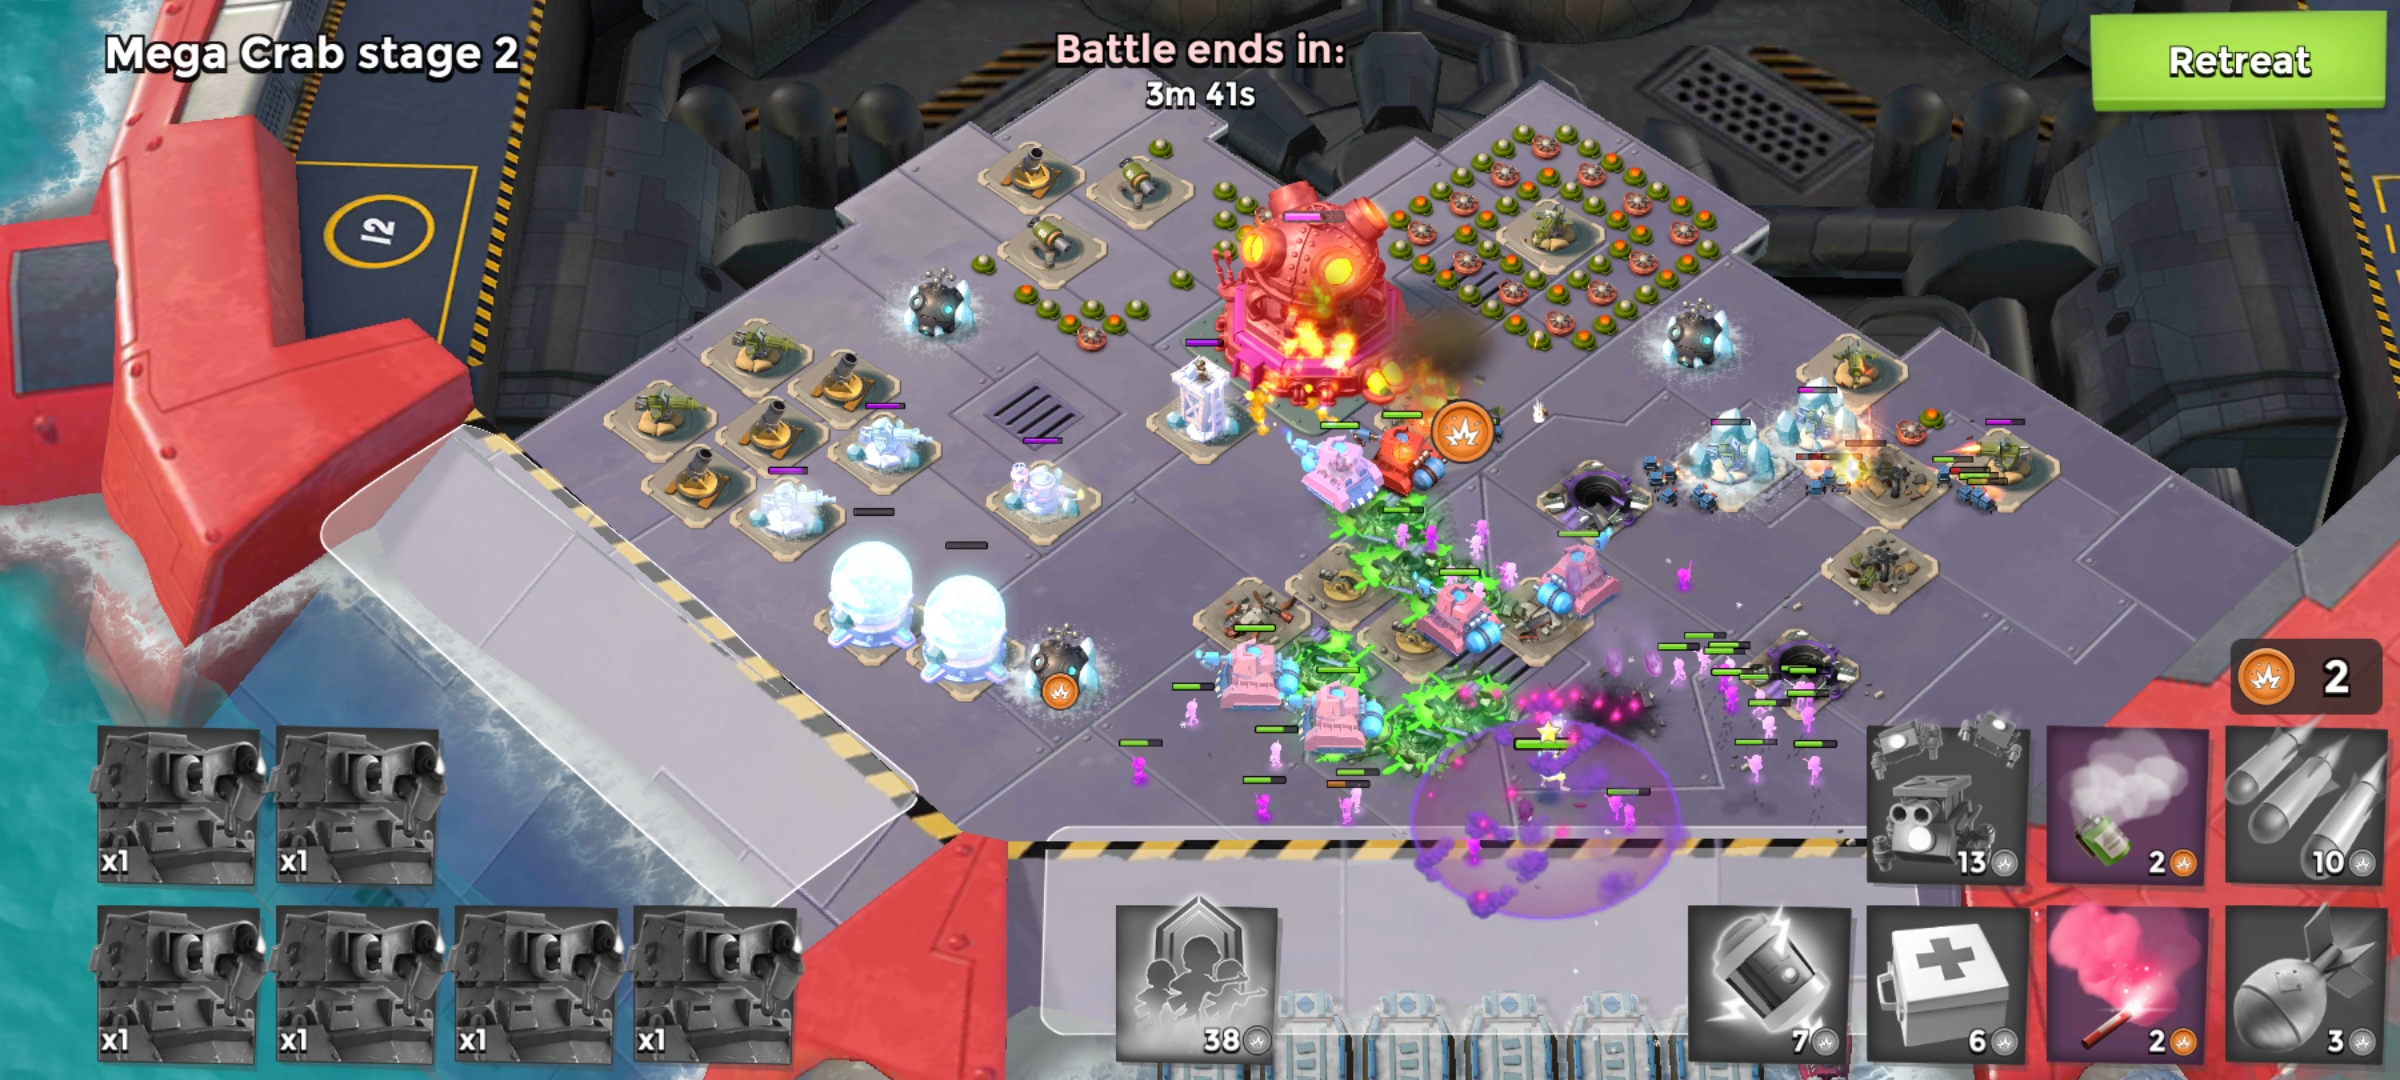 Mega Crab stage 2
Battle ends in:
3m 41s
Retreat
12
2
13
2
10
x1
x1
x1
x1
x1
x1
38
7
6
2
3